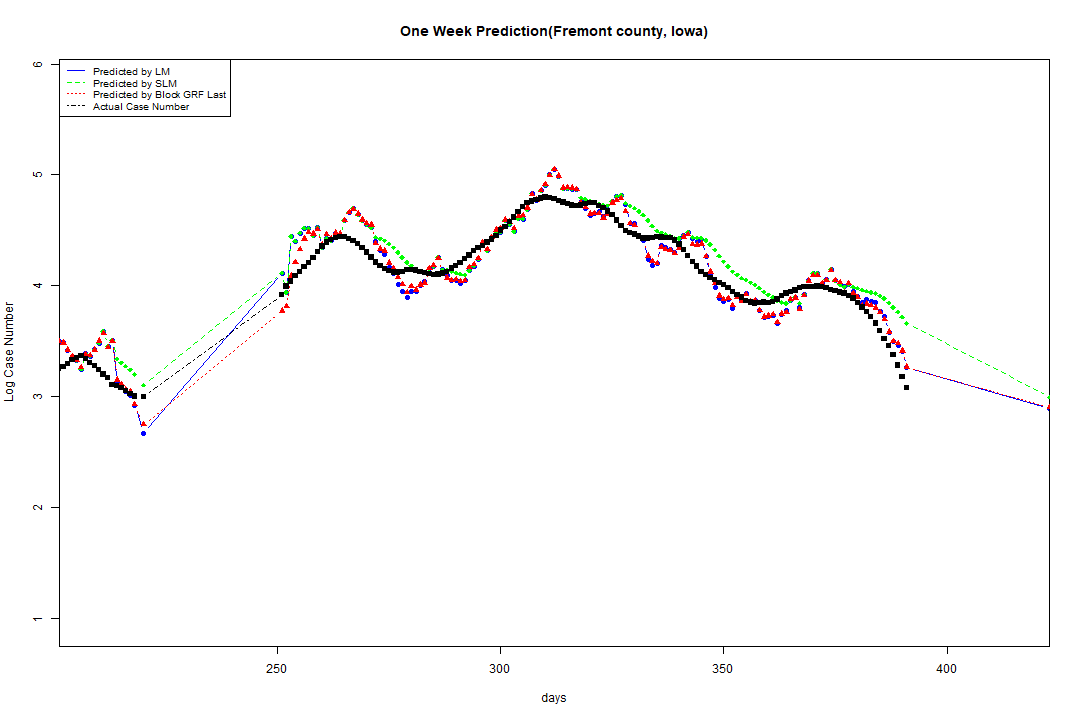 One Week Prediction(Fremont county, Iowa)
Predicted by LM
Predicted by SLM
Predicted by Block GRF Last
Actual Case Number
6
5
4
3
2
1
Log Case Number
250
300
350
400
days